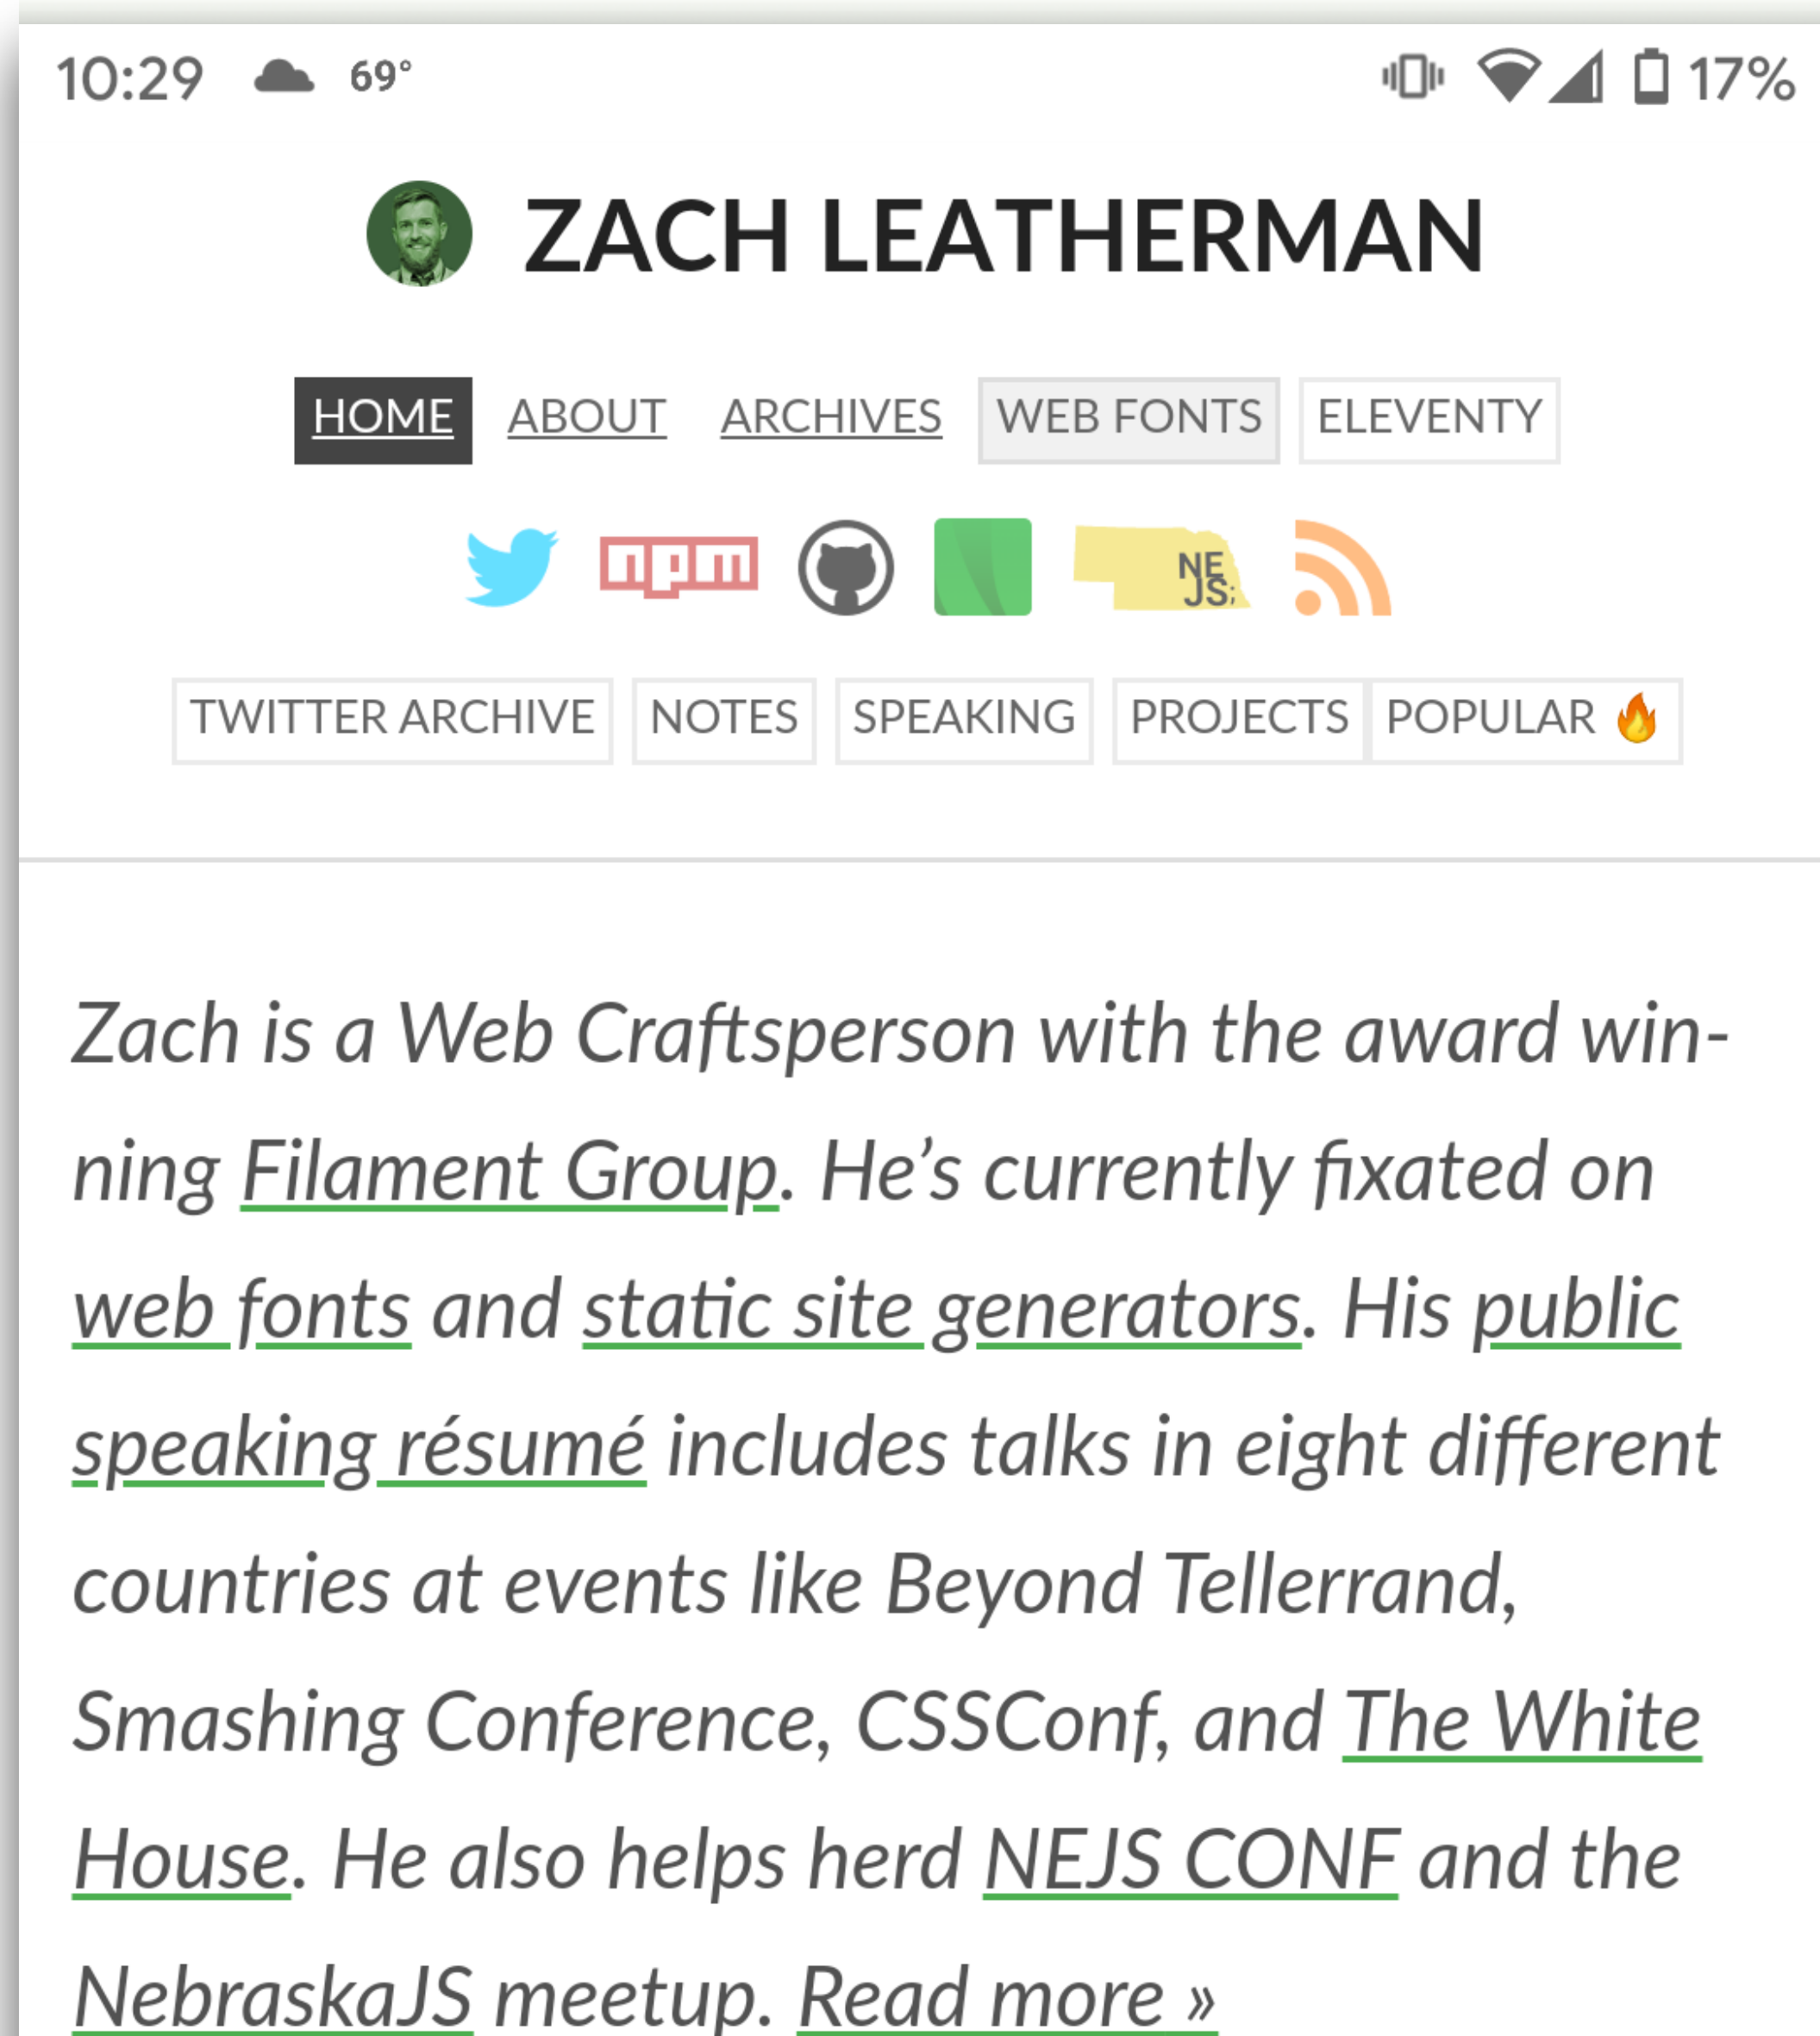 10:29 69° 17%
ZACH LEATHERMAN
HOME ABOUT ARCHIVES WEB FONTS ELEVENTY
npm NE
JS;
TWITTER ARCHIVE NOTES SPEAKING PROJECTS POPULAR 🔥
Zach is a Web Craftsperson with the award win-
ning Filament Group. He’s currently fixated on
web fonts and static site generators. His public
speaking résumé includes talks in eight different
countries at events like Beyond Tellerrand,
Smashing Conference, CSSConf, and The White
House. He also helps herd NEJS CONF and the
NebraskaJS meetup. Read more »